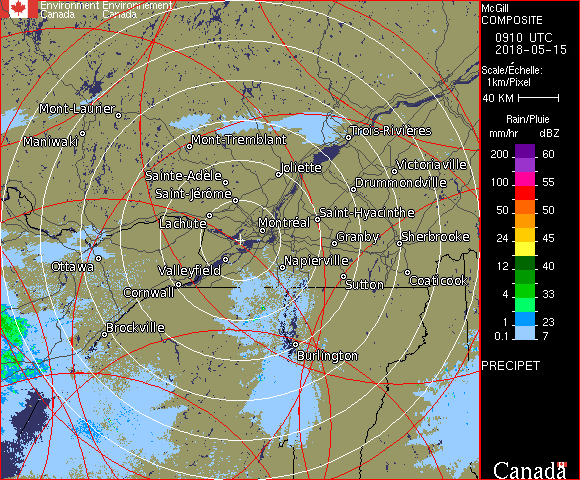 Environment Environnement
Canada Canada
McGill
COMPOSITE
0910 UTC
2018-05-15
Scale/Échelle:
1km/Pixel
40 KM
Rain/Pluie
mm/hr dBZ
200 60
100 55
50 50
24 45
12 40
4 33
1 23
0.1 7
PRECIPET
Canada
Mont-Laurier
Maniwaki
Mont-Tremblant
Trois-Rivières
Sainte-Adèle
Joliette
Victoriaville
Saint-Jérôme
Drummondville
Lachute
Montréal
Saint-Hyacinthe
Granby
Sherbrooke
Ottawa
Valleyfield
Napierville
Cornwall
Sutton
Coaticook
Brockville
Burlington